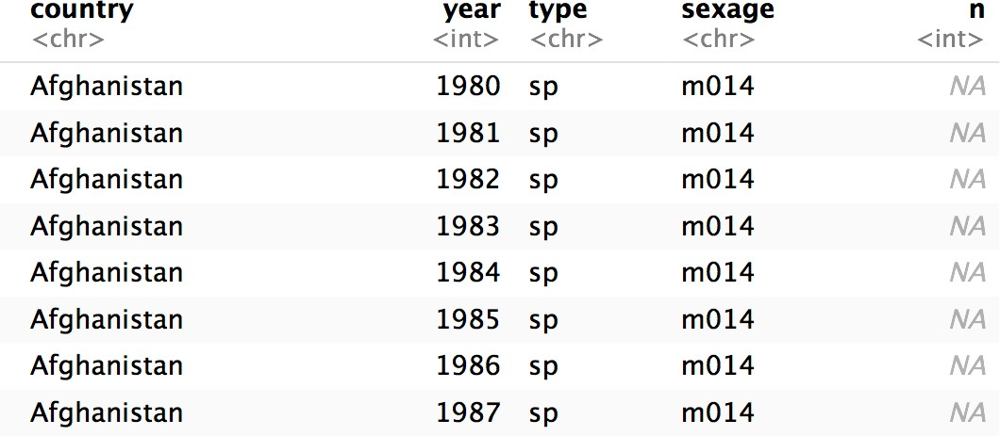 country year type sexage n
<chr> <int> <chr> <chr> <int>
Afghanistan 1980 sp m014 NA
Afghanistan 1981 sp m014 NA
Afghanistan 1982 sp m014 NA
Afghanistan 1983 sp m014 NA
Afghanistan 1984 sp m014 NA
Afghanistan 1985 sp m014 NA
Afghanistan 1986 sp m014 NA
Afghanistan 1987 sp m014 NA